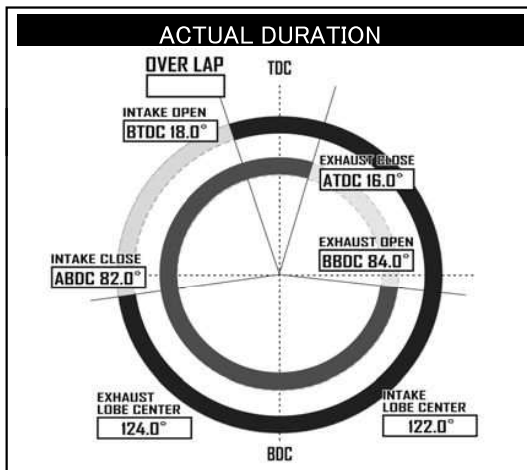 ACTUAL DURATION
OVER LAP
TDC
INTAKE OPEN
BTDC 18.0°
EXHAUST CLOSE
ATDC 16.0°
INTAKE CLOSE
ABDC 82.0°
EXHAUST OPEN
BBDC 84.0°
EXHAUST
LOBE CENTER
124.0°
INTAKE
LOBE CENTER
122.0°
BDC